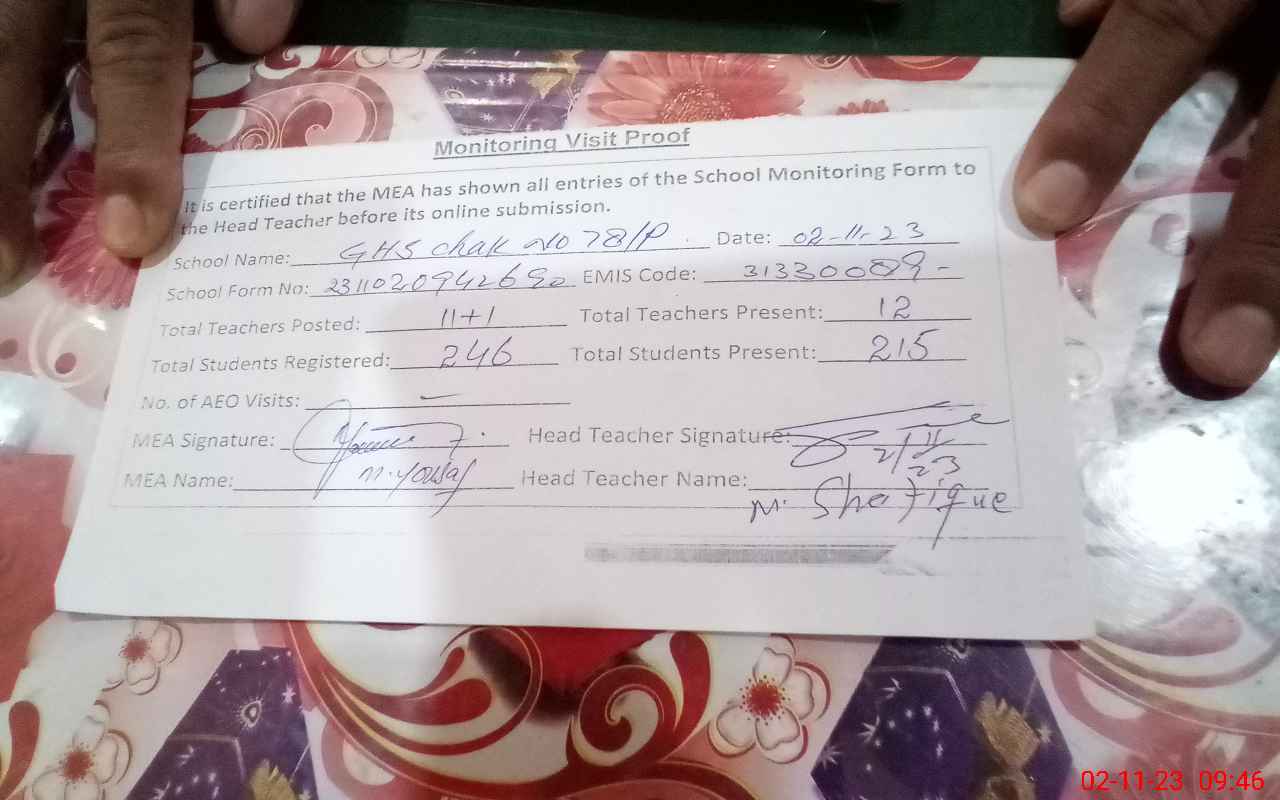 Monitoring Visit Proof
It is certified that the MEA has shown all entries of the School Monitoring Form to
the Head Teacher before its online submission.
School Name: GHS Chak No 78/P. Date: 02-11-23
School Form No: 231102094269 EMIS Code: 31330089-
Total Teachers Posted: 11+1 Total Teachers Present: 12
Total Students Registered: 246 Total Students Present: 215
No. of AEO Visits: -
MEA Signature: Head Teacher Signature: 2/11/23
MEA Name: M. Yousaf Head Teacher Name: M. Shafique
02-11-23 09:46